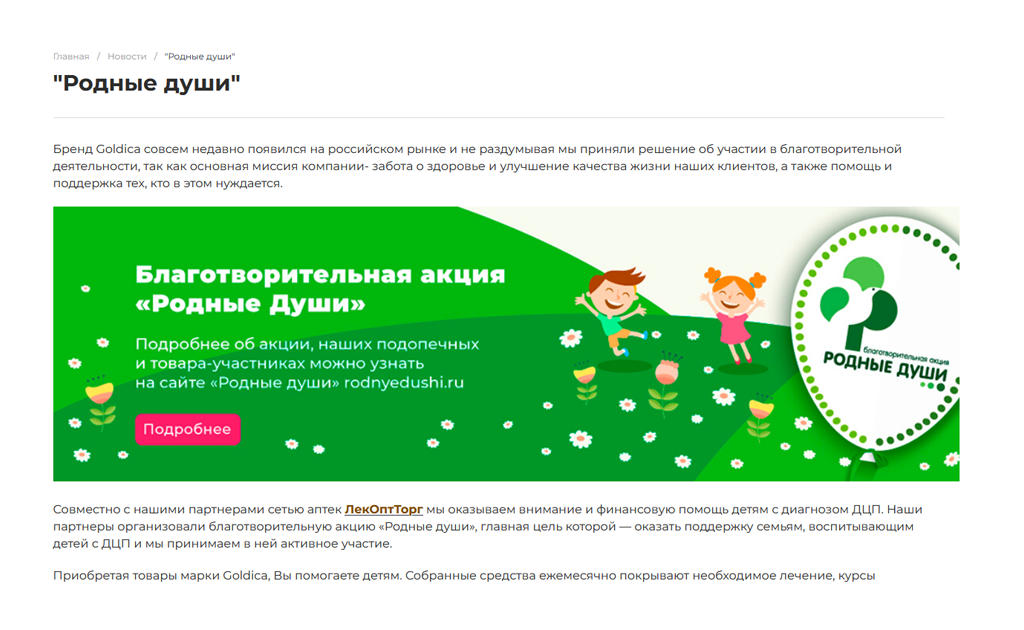 Главная / Новости / "Родные души"
"Родные души"
Бренд Goldica совсем недавно появился на российском рынке и не раздумывая мы приняли решение об участии в благотворительной
деятельности, так как основная миссия компании- забота о здоровье и улучшение качества жизни наших клиентов, а также помощь и
поддержка тех, кто в этом нуждается.
Благотворительная акция
«Родные Души»
Подробнее об акции, наших подопечных
и товара-участниках можно узнать
на сайте «Родные души» rodnyedushi.ru
Подробнее
благотворительная акция
РОДНЫЕ ДУШИ
Совместно с нашими партнерами сетью аптек ЛекОптТорг мы оказываем внимание и финансовую помощь детям с диагнозом ДЦП. Наши
партнеры организовали благотворительную акцию «Родные души», главная цель которой — оказать поддержку семьям, воспитывающим
детей с ДЦП и мы принимаем в ней активное участие.
Приобретая товары марки Goldica, Вы помогаете детям. Собранные средства ежемесячно покрывают необходимое лечение, курсы